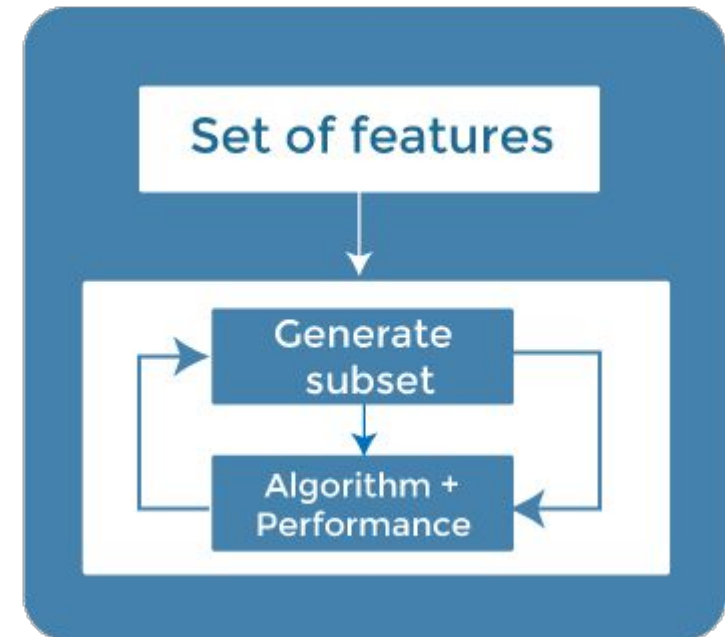 Set of features
Generate
subset
Algorithm +
Performance